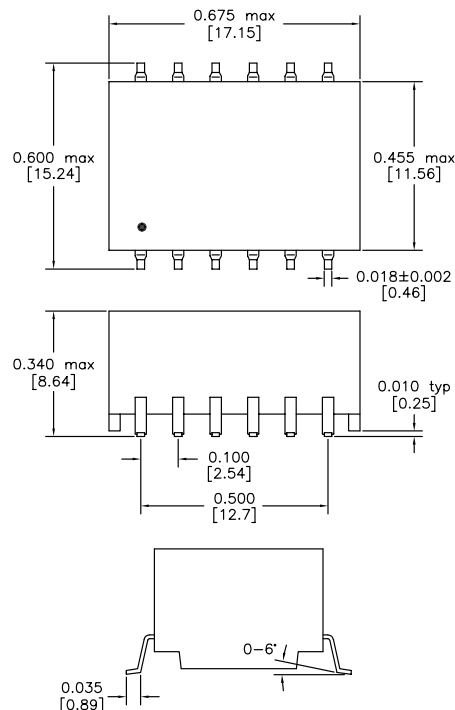 0.675 max
[17.15]
0.600 max
[15.24]
0.455 max
[11.56]
0.018±0.002
[0.46]
0.340 max
[8.64]
0.010 typ
[0.25]
0.100
[2.54]
0.500
[12.7]
0-6°
0.035
[0.89]